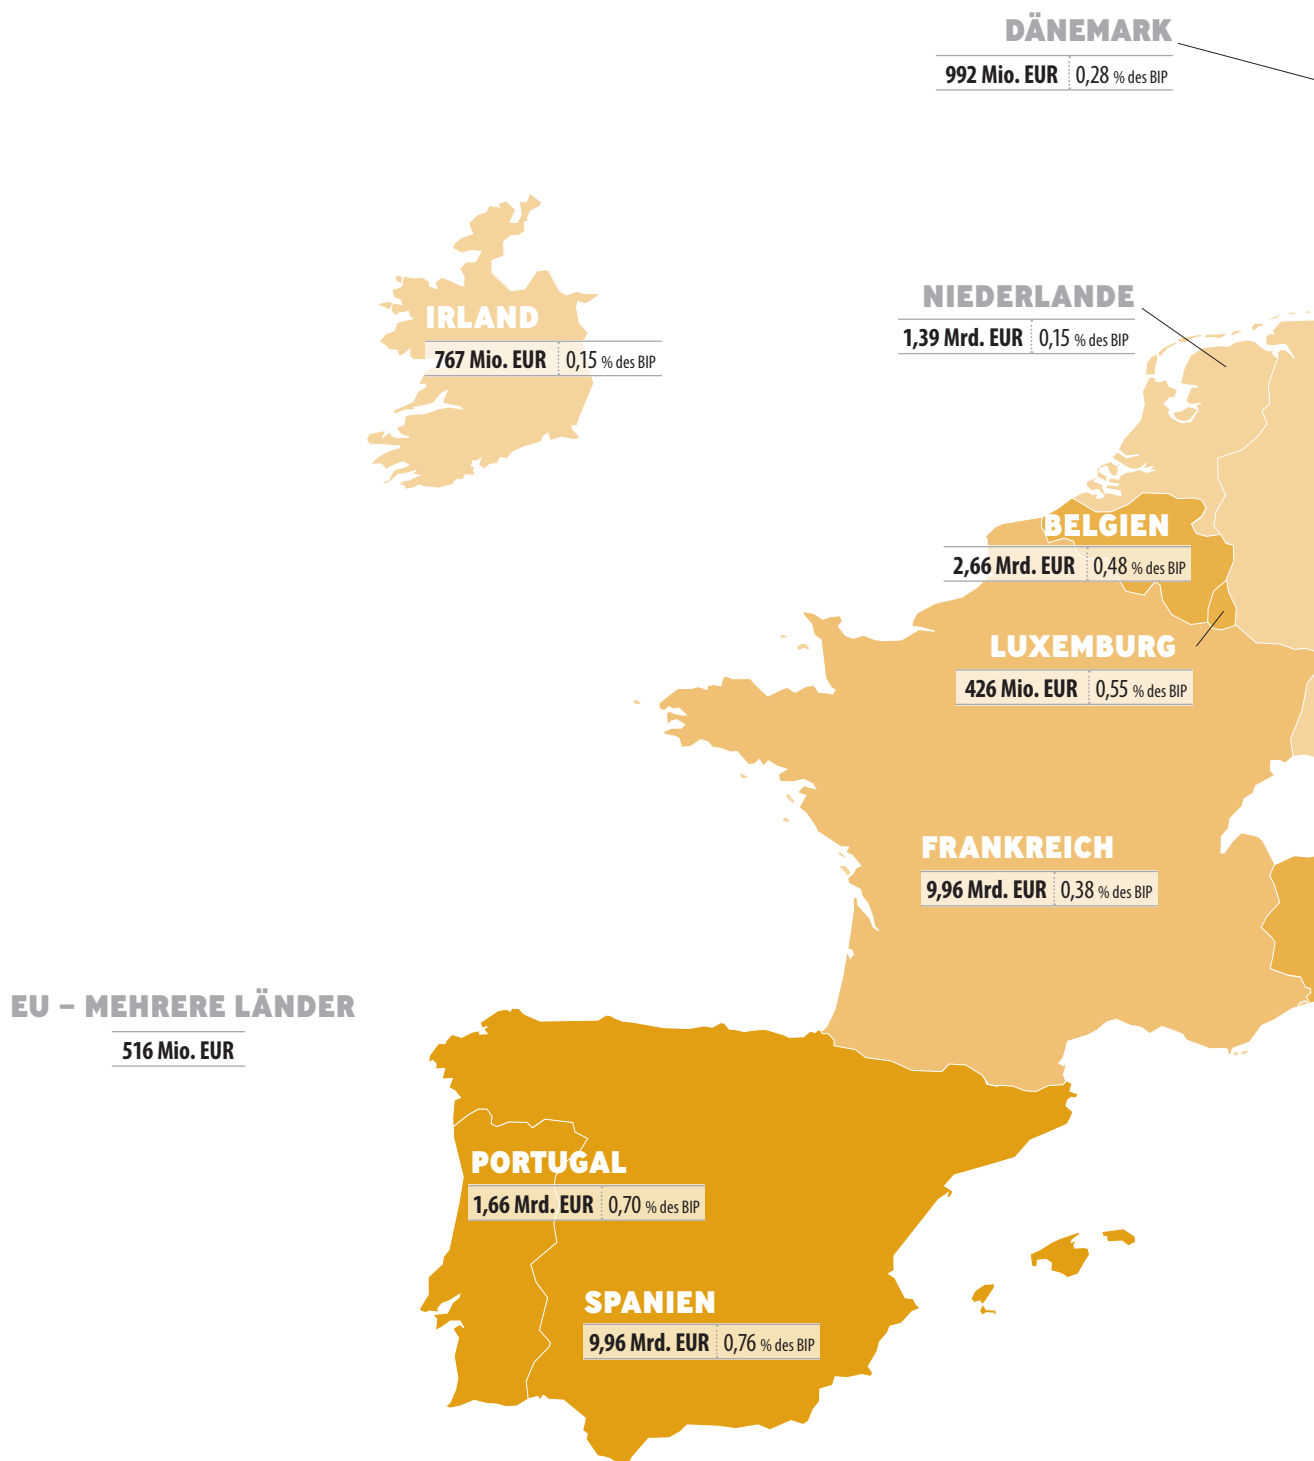 DÄNEMARK
992 Mio. EUR 0,28 % des BIP
IRLAND
767 Mio. EUR 0,15 % des BIP
NIEDERLANDE
1,39 Mrd. EUR 0,15 % des BIP
BELGIEN
2,66 Mrd. EUR 0,48 % des BIP
LUXEMBURG
426 Mio. EUR 0,55 % des BIP
FRANKREICH
9,96 Mrd. EUR 0,38 % des BIP
EU – MEHRERE LÄNDER
516 Mio. EUR
PORTUGAL
1,66 Mrd. EUR 0,70 % des BIP
SPANIEN
9,96 Mrd. EUR 0,76 % des BIP